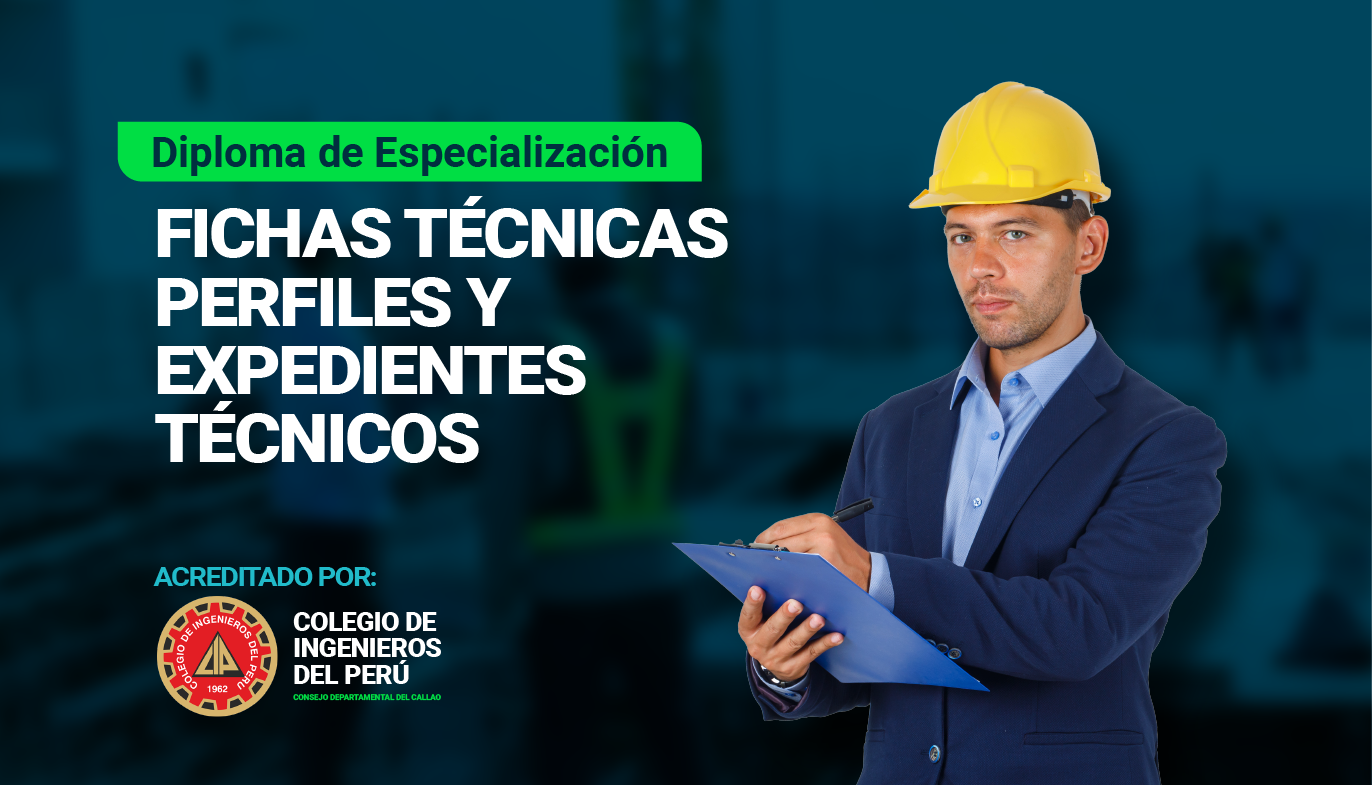 Diploma de Especialización
FICHAS TÉCNICAS
PERFILES Y
EXPEDIENTES
TÉCNICOS
ACREDITADO POR:
COLEGIO DE INGENIEROS DEL PERÚ
CIP
1962
COLEGIO DE
INGENIEROS
DEL PERÚ
CONSEJO DEPARTAMENTAL DEL CALLAO